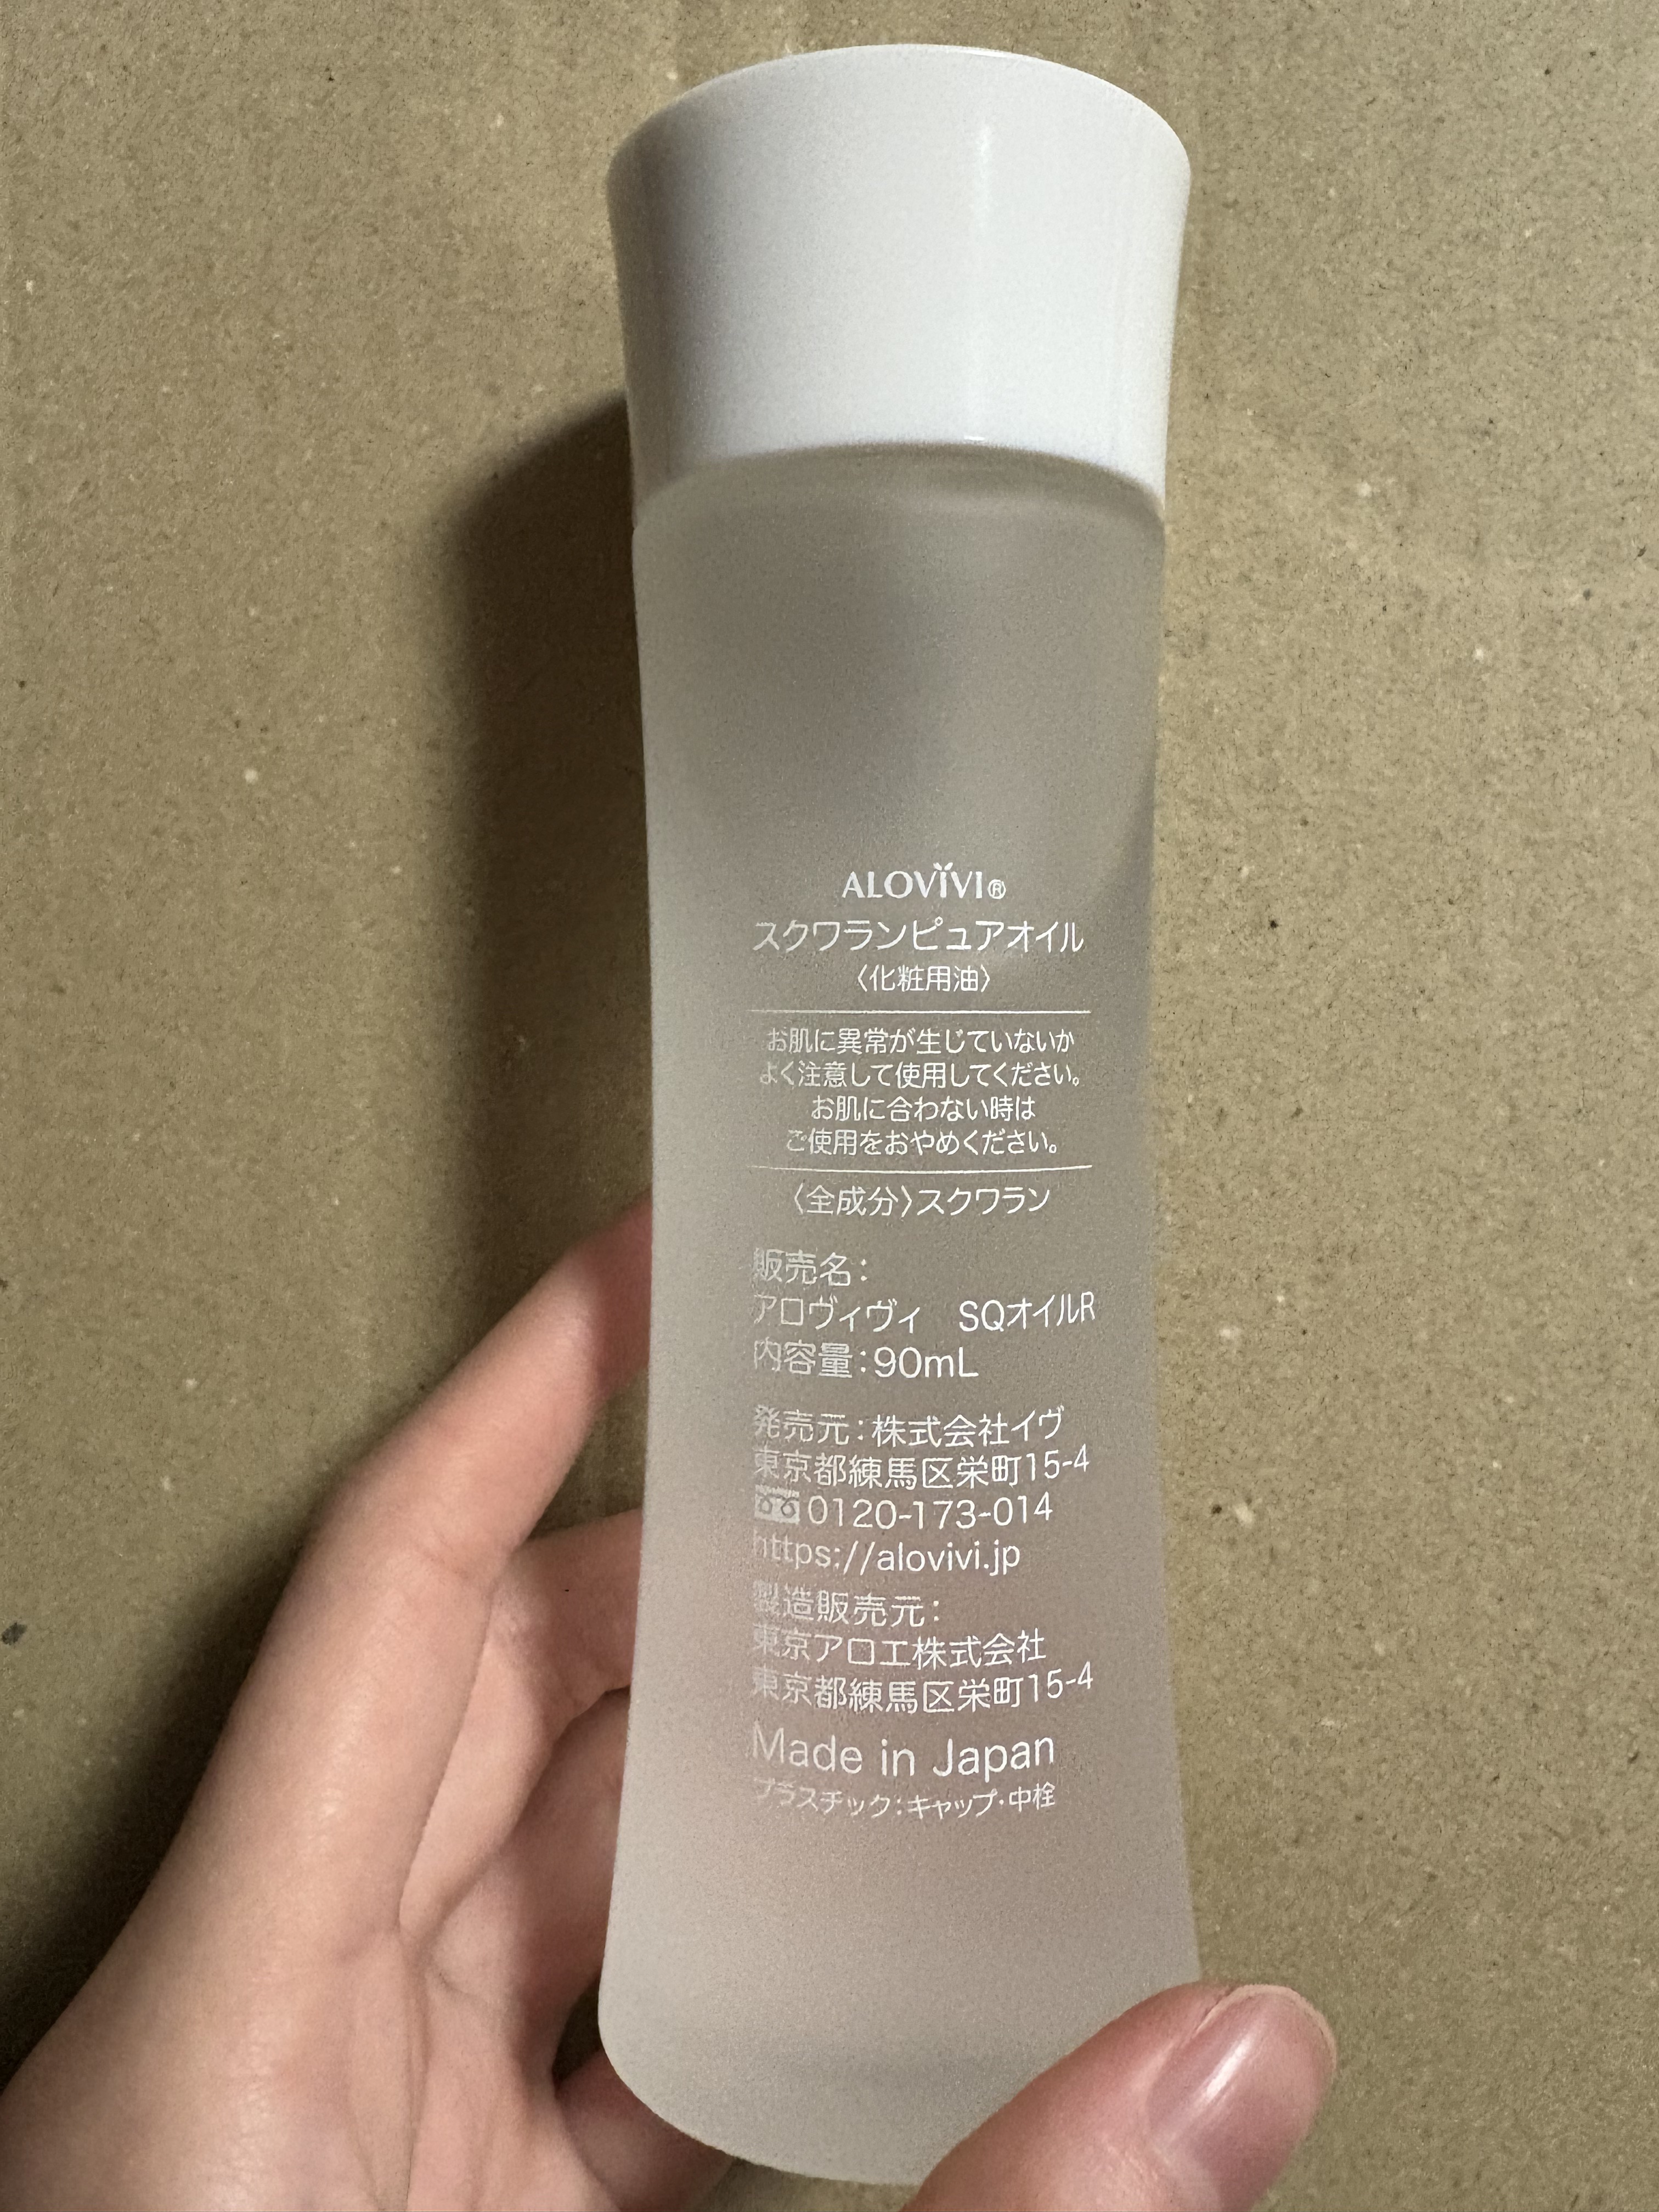 ALOVIVI®
スクワランピュアオイル
〈化粧用油〉
お肌に異常が生じていないか
よく注意して使用してください。
お肌に合わない時は
ご使用をおやめください。
〈全成分〉スクワラン
販売名：
アロヴィヴィ　SQオイルR
内容量：90mL
発売元：株式会社イヴ
東京都練馬区栄町15-4
0120-173-014
https://alovivi.jp
製造販売元：
東京アロエ株式会社
東京都練馬区栄町15-4
Made in Japan
プラスチック：キャップ・中栓